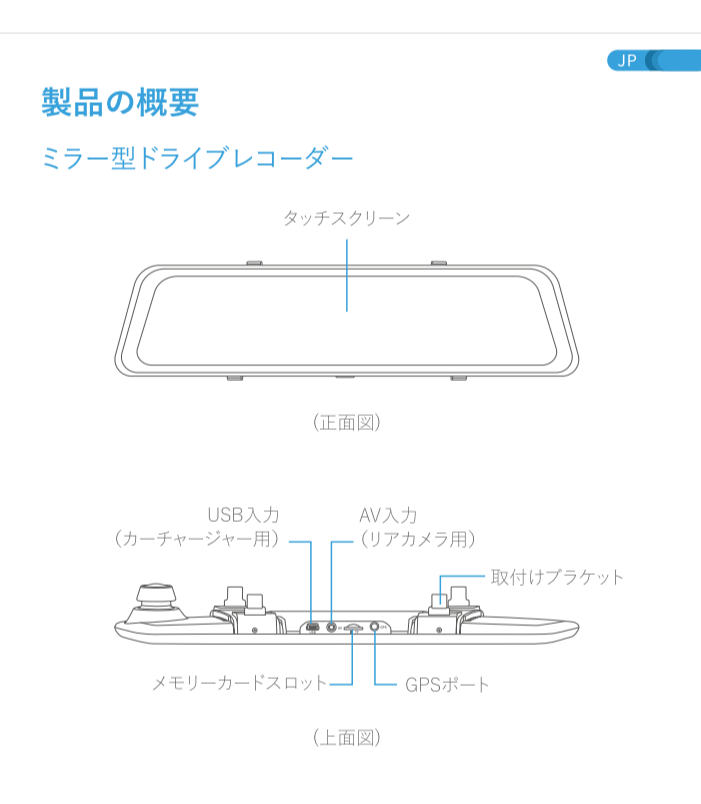 JP
製品の概要
ミラー型ドライブレコーダー
タッチスクリーン
(正面図)
USB入力
(カーチャージャー用)
AV入力
(リアカメラ用)
取付けブラケット
メモリーカードスロット
GPSポート
(上面図)